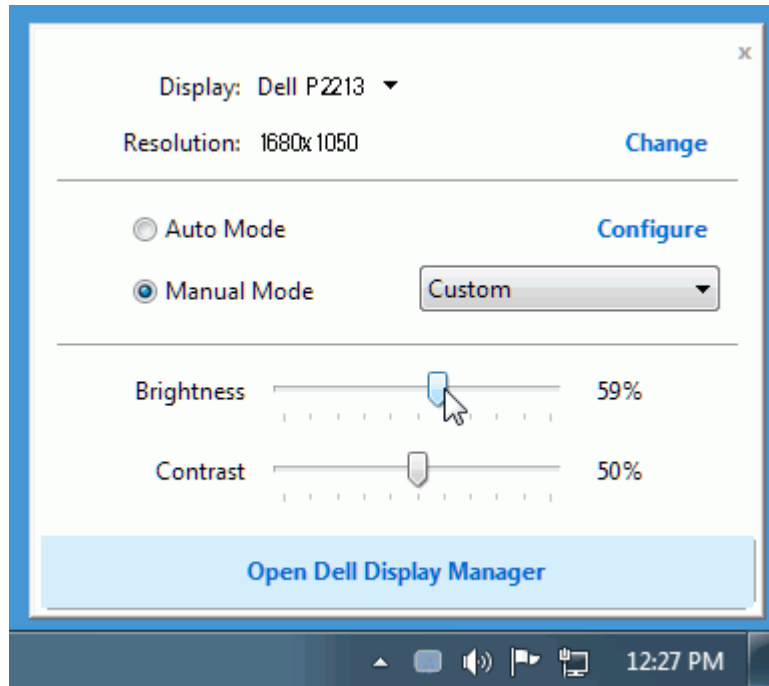 x
Display: Dell P2213
Resolution: 1680x1050 Change
Auto Mode Configure
Manual Mode Custom
Brightness 59%
Contrast 50%
Open Dell Display Manager
12:27 PM